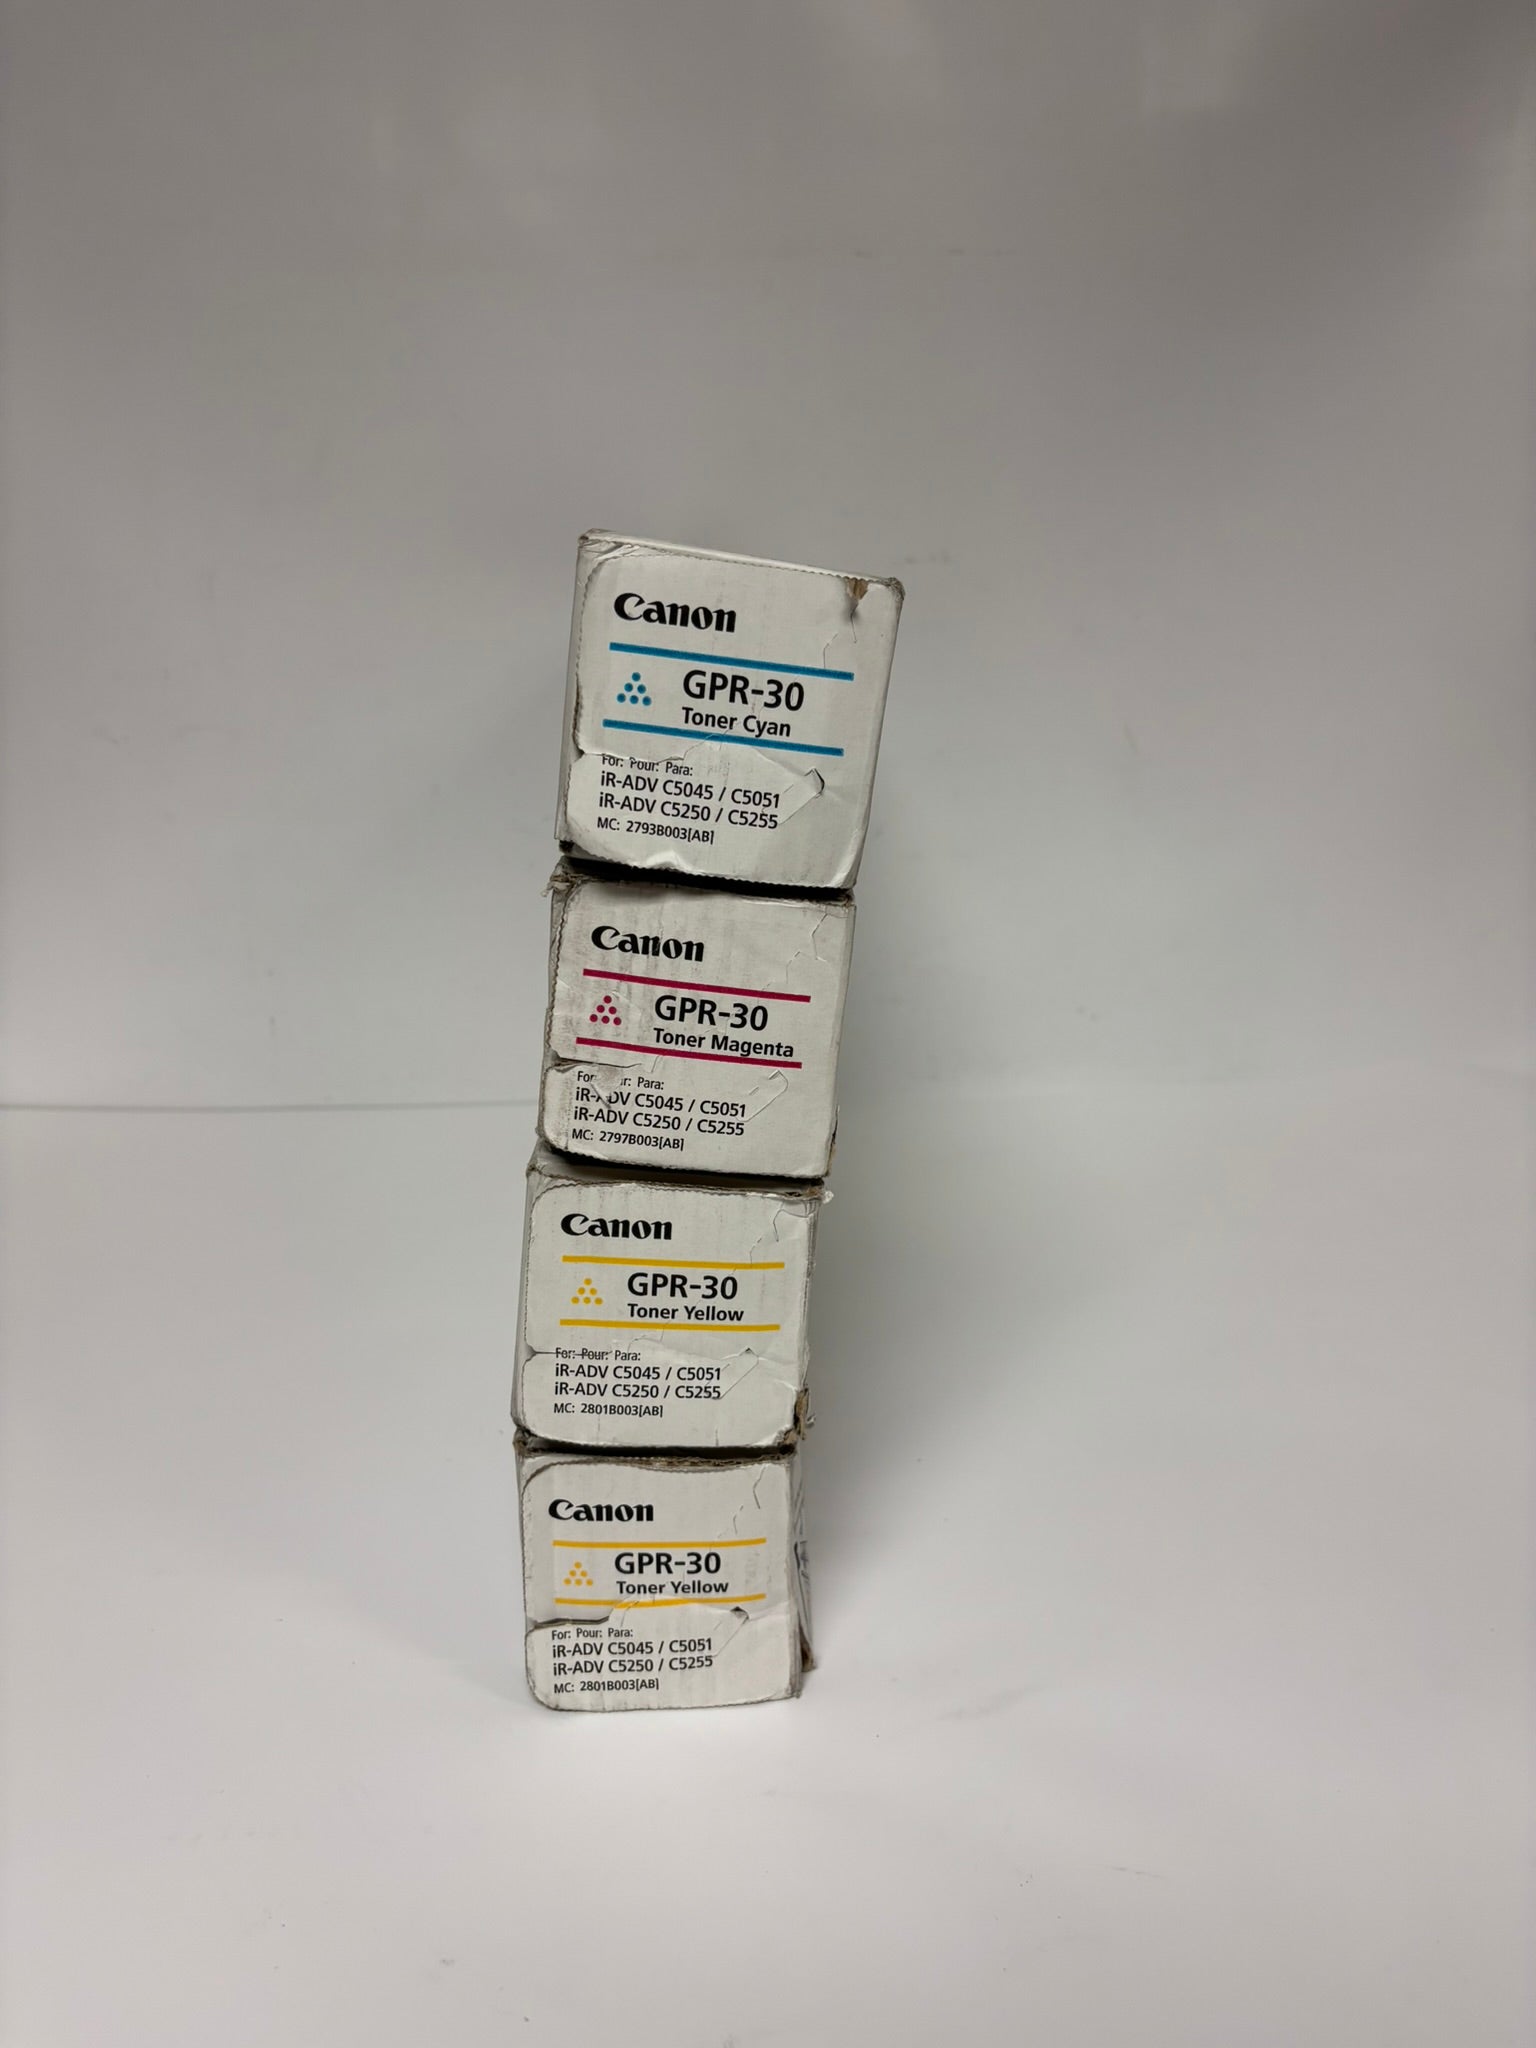 Canon
GPR-30
Toner Cyan
For: Pour: Para:
iR-ADV C5045 / C5051
iR-ADV C5250 / C5255
MC: 2793B003[AB]
Canon
GPR-30
Toner Magenta
For: Para:
iR-ADV C5045 / C5051
iR-ADV C5250 / C5255
MC: 2797B003[AB]
Canon
GPR-30
Toner Yellow
For: Pour: Para:
iR-ADV C5045 / C5051
iR-ADV C5250 / C5255
MC: 2801B003[AB]
Canon
GPR-30
Toner Yellow
For: Pour: Para:
iR-ADV C5045 / C5051
iR-ADV C5250 / C5255
MC: 2801B003[AB]